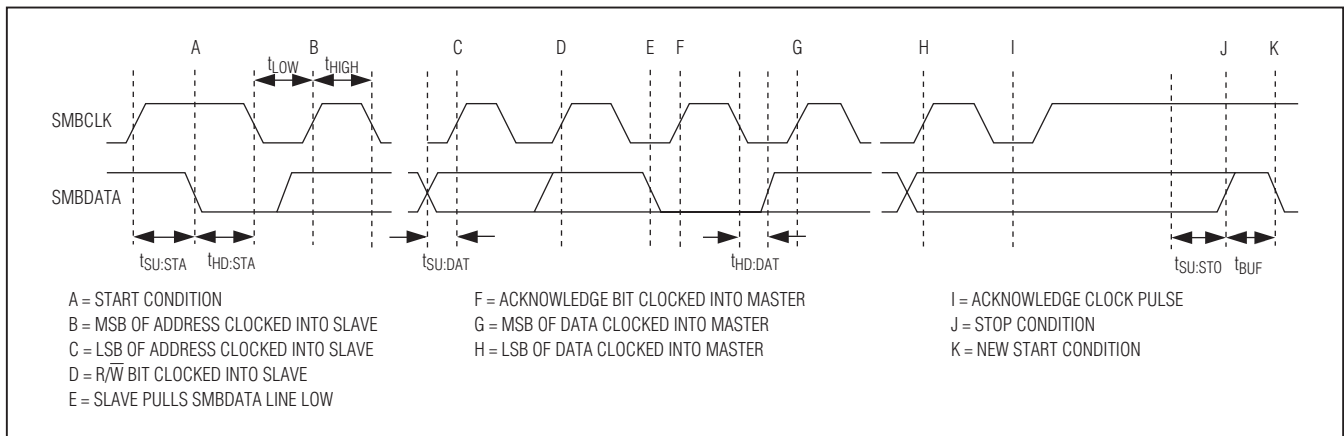 A B C D E F G H I J K
tLOW tHIGH
SMBCLK
SMBDATA
tSU:STA tHD:STA tSU:DAT tHD:DAT tSU:STO tBUF
A = START CONDITION
B = MSB OF ADDRESS CLOCKED INTO SLAVE
C = LSB OF ADDRESS CLOCKED INTO SLAVE
D = R/W̅ BIT CLOCKED INTO SLAVE
E = SLAVE PULLS SMBDATA LINE LOW
F = ACKNOWLEDGE BIT CLOCKED INTO MASTER
G = MSB OF DATA CLOCKED INTO MASTER
H = LSB OF DATA CLOCKED INTO MASTER
I = ACKNOWLEDGE CLOCK PULSE
J = STOP CONDITION
K = NEW START CONDITION